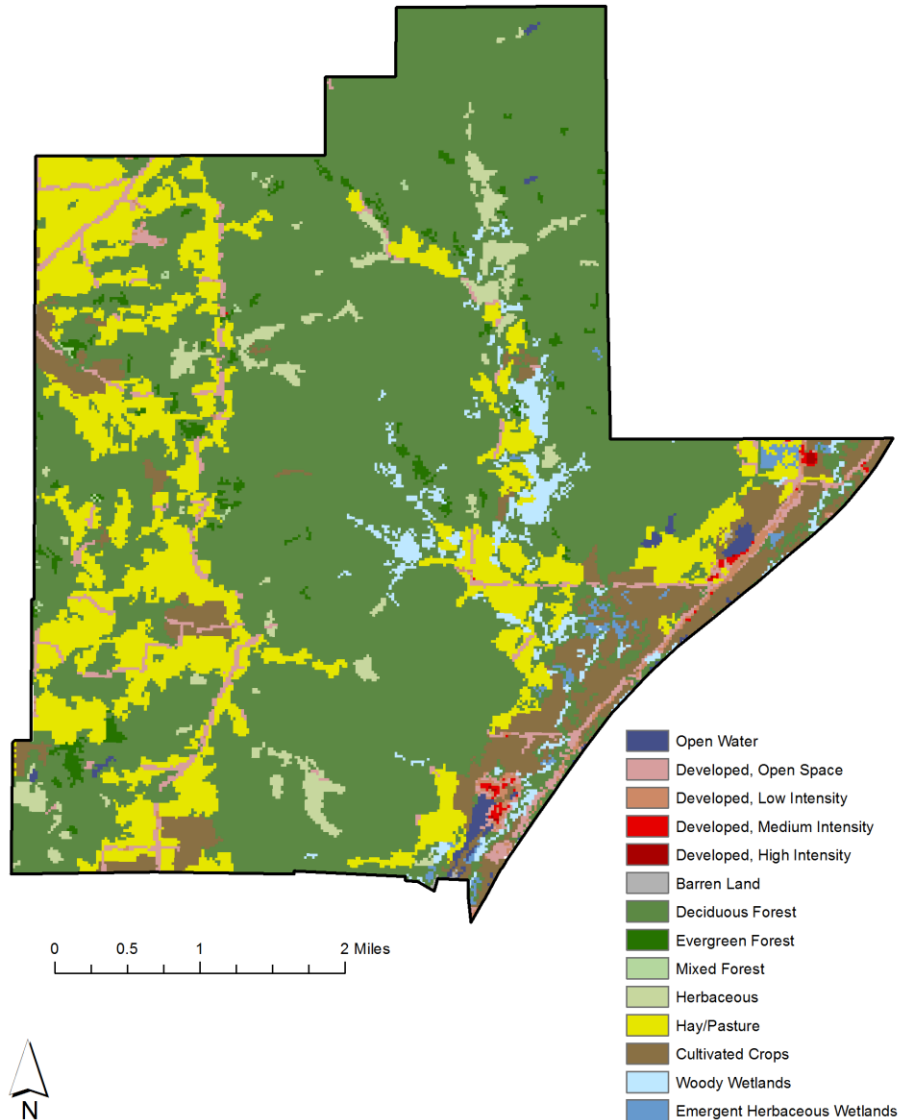 Open Water
Developed, Open Space
Developed, Low Intensity
Developed, Medium Intensity
Developed, High Intensity
Barren Land
Deciduous Forest
Evergreen Forest
Mixed Forest
Herbaceous
Hay/Pasture
Cultivated Crops
Woody Wetlands
Emergent Herbaceous Wetlands
0 0.5 1 2 Miles
N